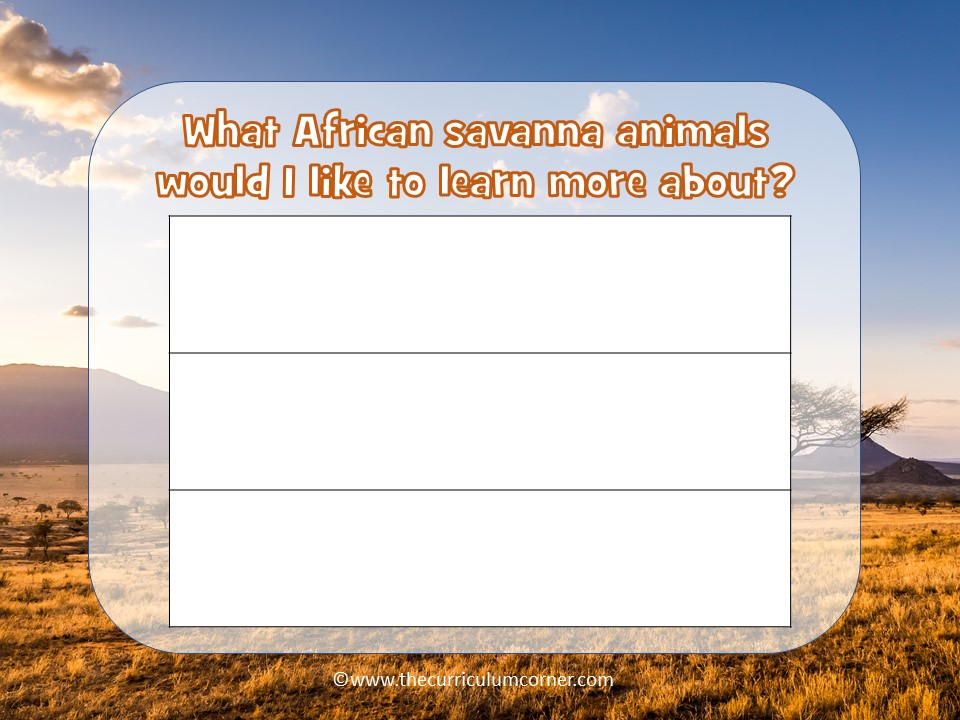 What African savanna animals
would I like to learn more about?
©www.thecurriculumcorner.com